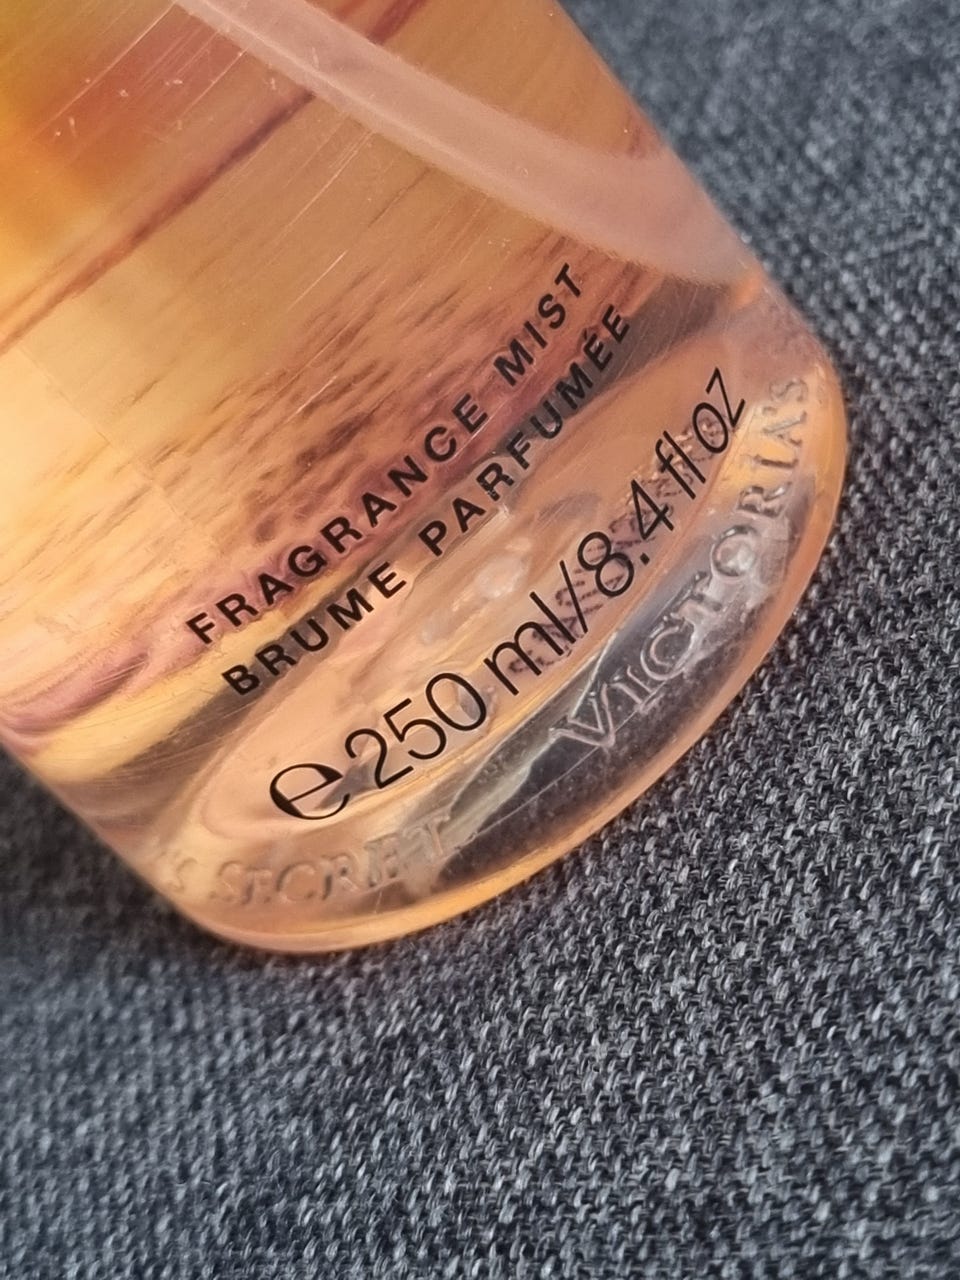 FRAGRANCE MIST
BRUME PARFUMÉE
℮ 250 ml/8.4 fl oz
VICTORIA'S
'S SECRET